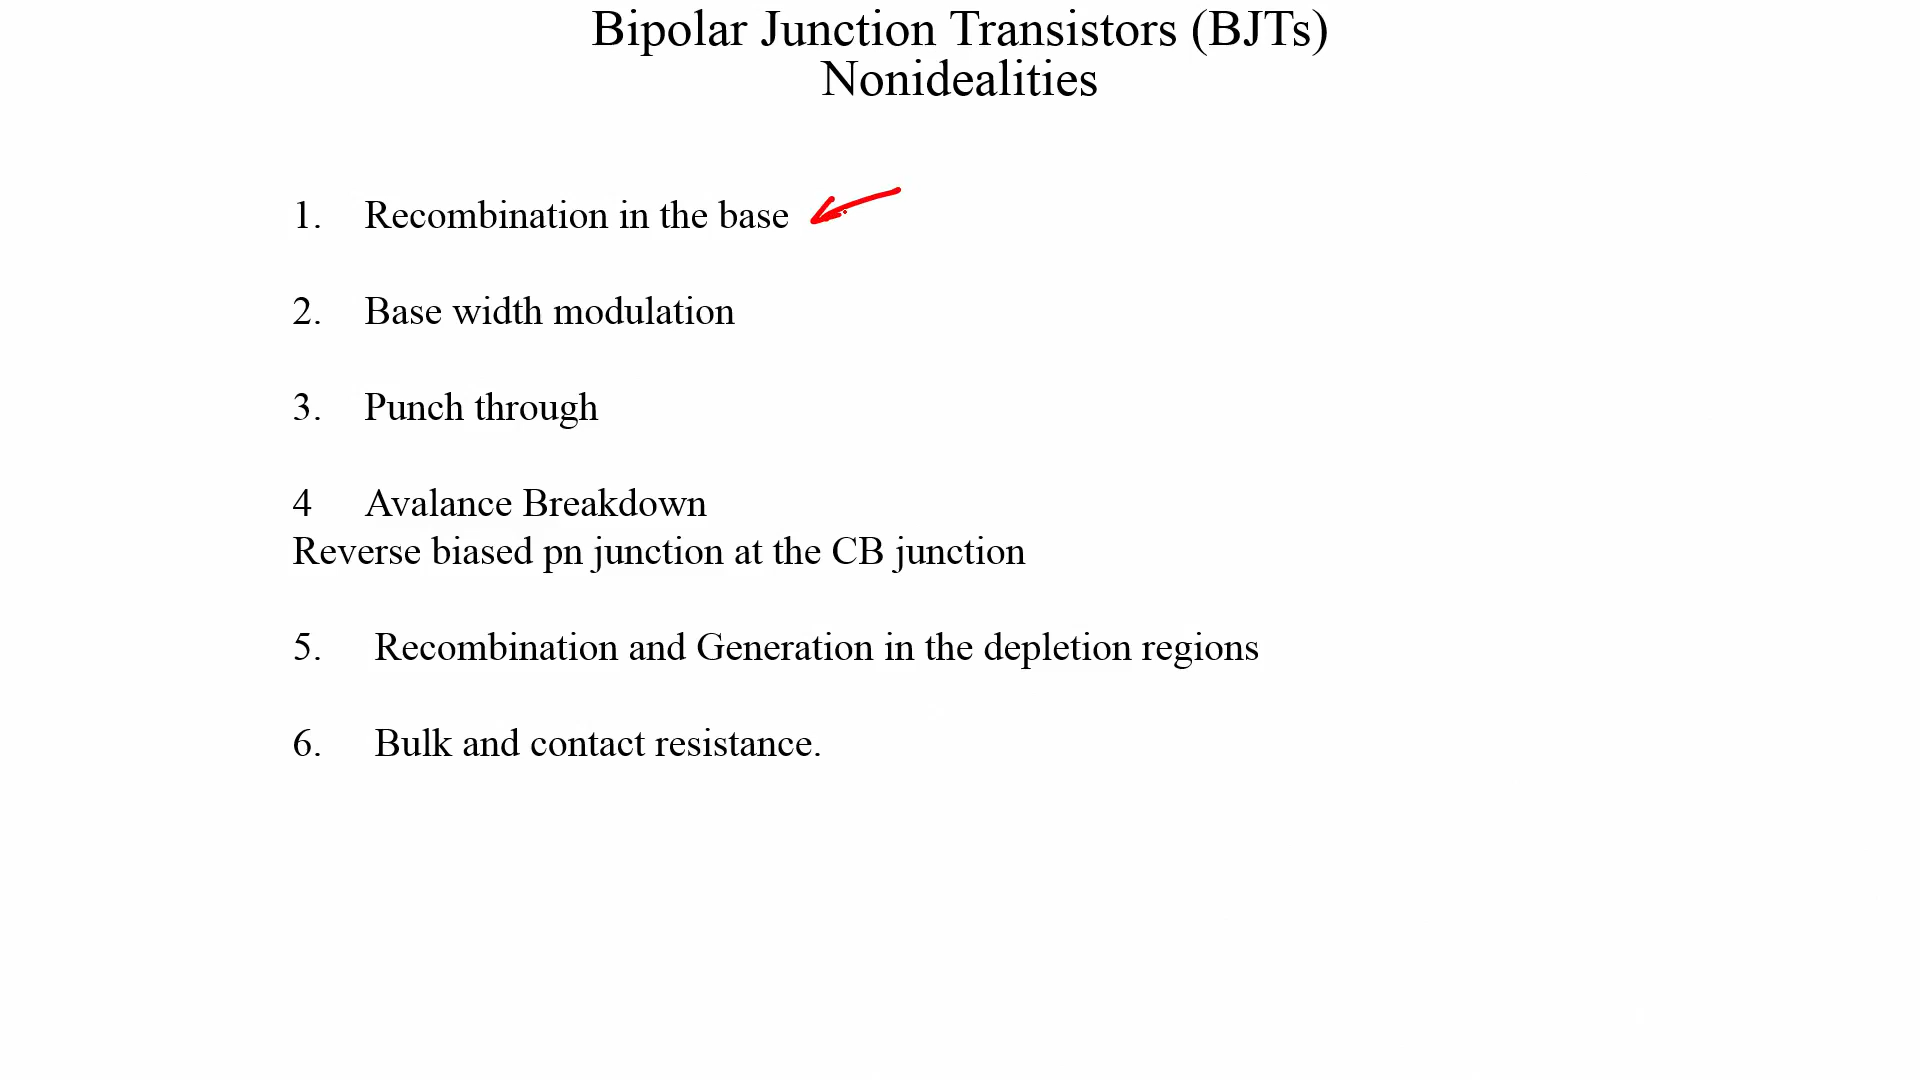 Bipolar Junction Transistors (BJTs)
Nonidealities
1. Recombination in the base
2. Base width modulation
3. Punch through
4 Avalance Breakdown
Reverse biased pn junction at the CB junction
5. Recombination and Generation in the depletion regions
6. Bulk and contact resistance.